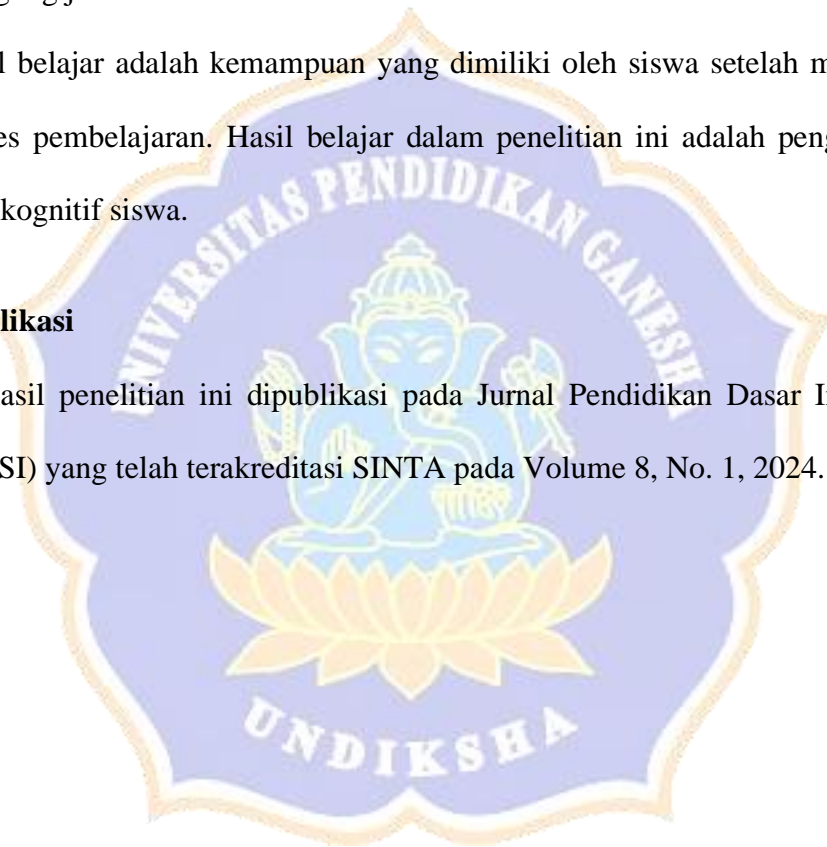 l belajar adalah kemampuan yang dimiliki oleh siswa setelah m
es pembelajaran. Hasil belajar dalam penelitian ini adalah peng
kognitif siswa.
likasi
asil penelitian ini dipublikasi pada Jurnal Pendidikan Dasar I
SI) yang telah terakreditasi SINTA pada Volume 8, No. 1, 2024.
UNIVERSITAS PENDIDIKAN GANESHA
UNDIKSHA